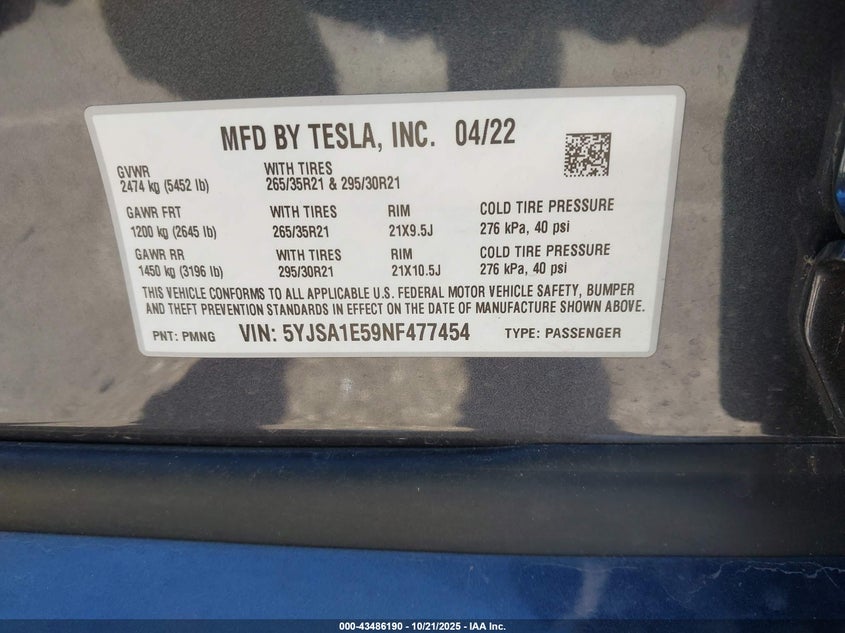 MFD BY TESLA, INC. 04/22
GVWR WITH TIRES
2474 kg (5452 lb) 265/35R21 & 295/30R21
GAWR FRT WITH TIRES RIM COLD TIRE PRESSURE
1200 kg (2645 lb) 265/35R21 21X9.5J 276 kPa, 40 psi
GAWR RR WITH TIRES RIM COLD TIRE PRESSURE
1450 kg (3196 lb) 295/30R21 21X10.5J 276 kPa, 40 psi
THIS VEHICLE CONFORMS TO ALL APPLICABLE U.S. FEDERAL MOTOR VEHICLE SAFETY, BUMPER
AND THEFT PREVENTION STANDARDS IN EFFECT ON THE DATE OF MANUFACTURE SHOWN ABOVE.
PNT: PMNG VIN: 5YJSA1E59NF477454 TYPE: PASSENGER
000-43486190 - 10/21/2025 - IAA Inc.